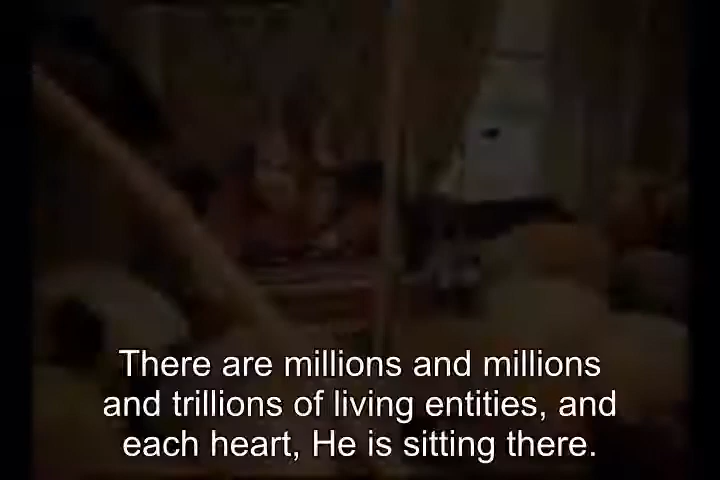 There are millions and millions
and trillions of living entities, and
each heart, He is sitting there.